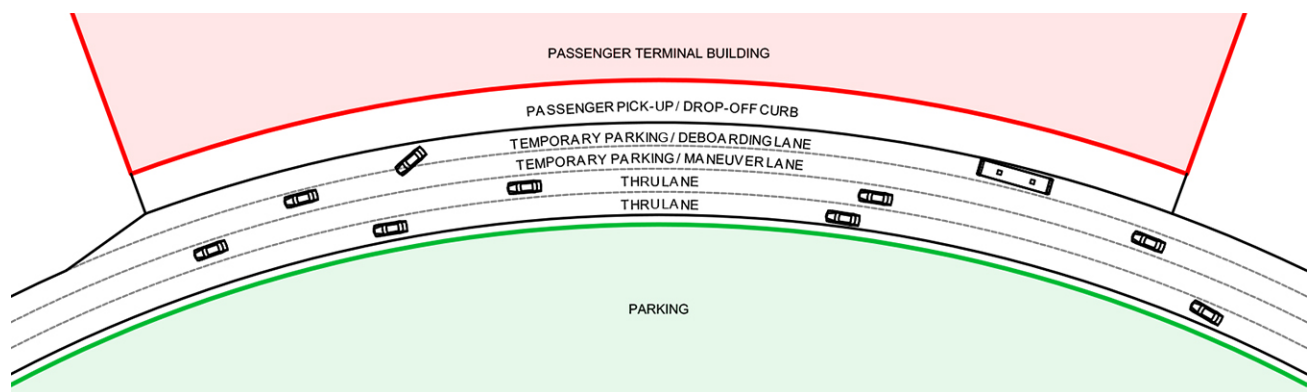 PASSENGER TERMINAL BUILDING
PASSENGER PICK-UP / DROP-OFF CURB
TEMPORARY PARKING / DEBOARDING LANE
TEMPORARY PARKING / MANEUVER LANE
THRU LANE
THRU LANE
PARKING